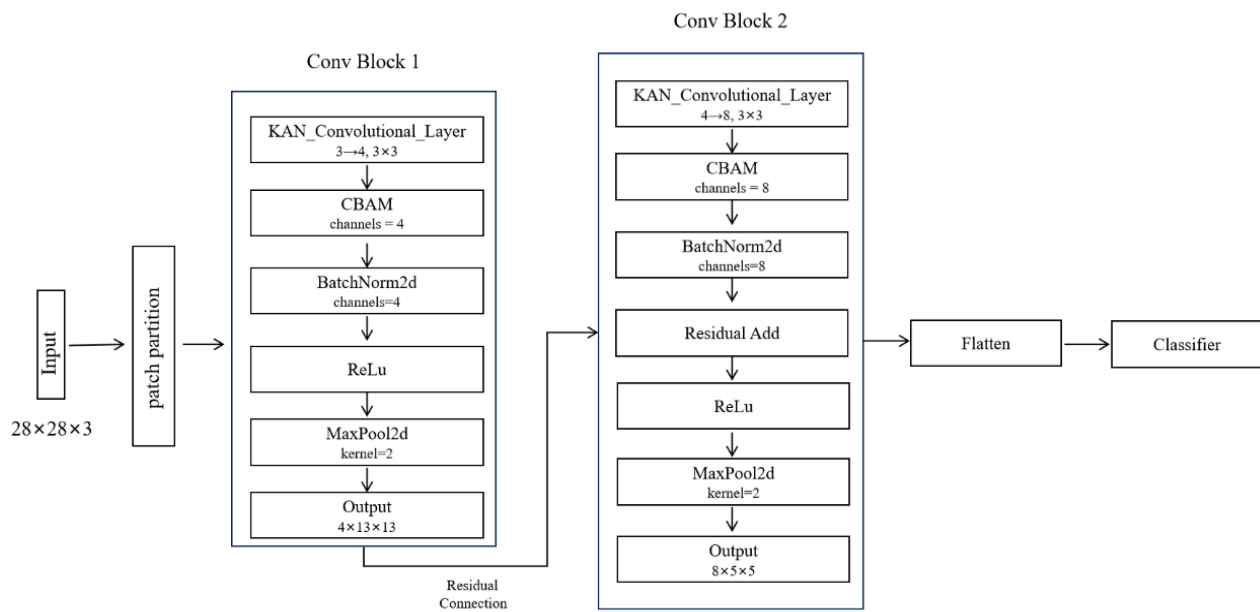 Input
28×28×3
patch partition
Conv Block 1
KAN_Convolutional_Layer
3→4, 3×3
CBAM
channels = 4
BatchNorm2d
channels=4
ReLu
MaxPool2d
kernel=2
Output
4×13×13
Residual
Connection
Conv Block 2
KAN_Convolutional_Layer
4→8, 3×3
CBAM
channels = 8
BatchNorm2d
channels=8
Residual Add
ReLu
MaxPool2d
kernel=2
Output
8×5×5
Flatten
Classifier